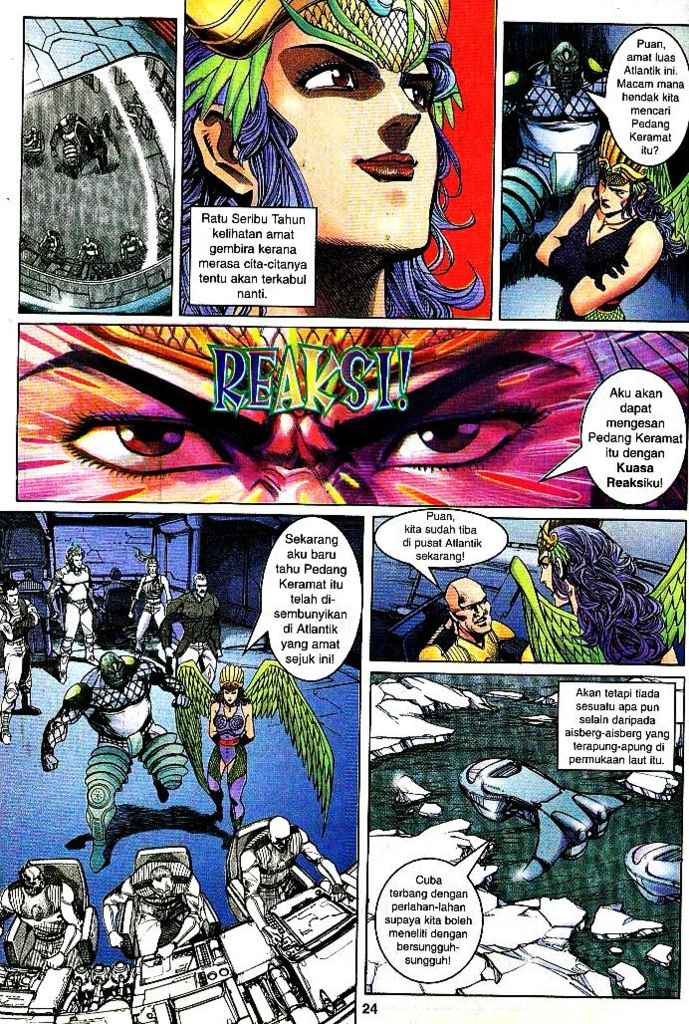 Ratu Seribu Tahun
kelihatan amat
gembira kerana
merasa cita-citanya
tentu akan terkabul
nanti.
Puan,
amat luas
Atlantik ini.
Macam mana
hendak kita
mencari
Pedang
Keramat
itu?
REAKSI!
Aku akan
dapat
mengesan
Pedang Keramat
itu dengan
Kuasa
Reaksiku!
Sekarang
aku baru
tahu Pedang
Keramat itu
telah di-
sembunyikan
di Atlantik
yang amat
sejuk ini!
Puan,
kita sudah tiba
di pusat Atlantik
sekarang!
Akan tetapi tiada
sesuatu apa pun
selain daripada
aisberg-aisberg yang
terapung-apung di
permukaan laut itu.
Cuba
terbang dengan
perlahan-lahan
supaya kita boleh
meneliti dengan
bersungguh-
sungguh!
24